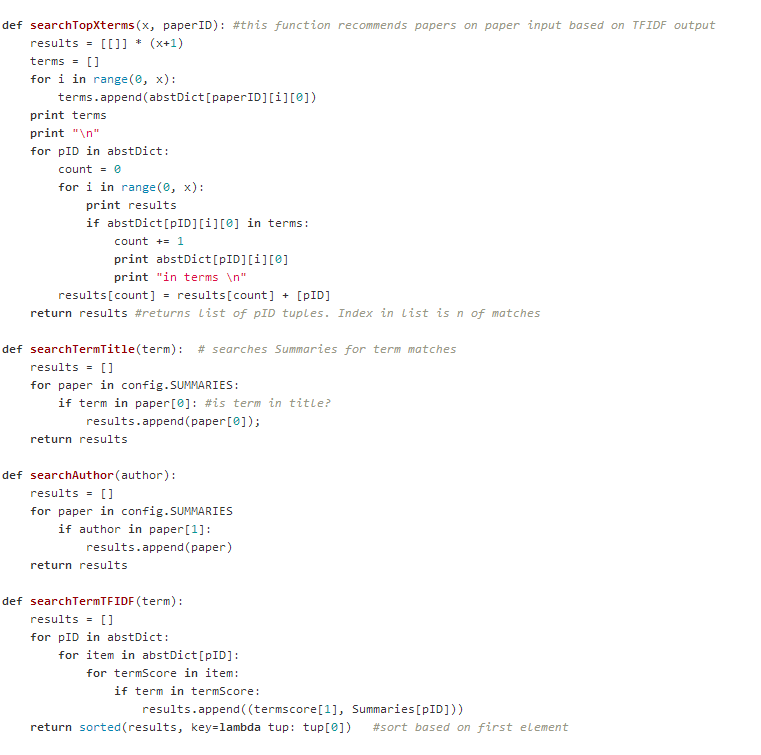 def searchTopXterms(x, paperID): #this function recommends papers on paper input based on TFIDF output
    results = [[]] * (x+1)
    terms = []
    for i in range(0, x):
        terms.append(abstDict[paperID][i][0])
    print terms
    print "\n"
    for pID in abstDict:
        count = 0
        for i in range(0, x):
            print results
            if abstDict[pID][i][0] in terms:
                count += 1
                print abstDict[pID][i][0]
                print "in terms \n"
        results[count] = results[count] + [pID]
    return results #returns list of pID tuples. Index in list is n of matches

def searchTermTitle(term):  # searches Summaries for term matches
    results = []
    for paper in config.SUMMARIES:
        if term in paper[0]: #is term in title?
            results.append(paper[0]);
    return results

def searchAuthor(author):
    results = []
    for paper in config.SUMMARIES
        if author in paper[1]:
            results.append(paper)
    return results

def searchTermTFIDF(term):
    results = []
    for pID in abstDict:
        for item in abstDict[pID]:
            for termScore in item:
                if term in termScore:
                    results.append((termscore[1], Summaries[pID]))
    return sorted(results, key=lambda tup: tup[0])   #sort based on first element